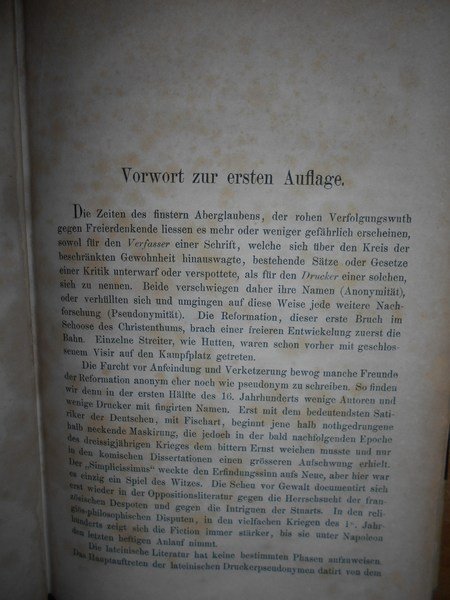 Vorwort zur ersten Auflage.
Die Zeiten des finstern Aberglaubens, der rohen Verfolgungswuth
gegen Freierdenkende liessen es mehr oder weniger gefährlich erscheinen,
sowol für den Verfasser einer Schrift, welche sich über den Kreis der
beschränkten Gewohnheit hinauswagte, bestehende Sätze oder Gesetze
einer Kritik unterwarf oder verspottete, als für den Drucker einer solchen,
sich zu nennen. Beide verschwiegen daher ihre Namen (Anonymität),
oder verhüllten sich und umgingen auf diese Weise jede weitere Nach-
forschung (Pseudonymität). Die Reformation, dieser erste Bruch im
Schoose des Christenthums, brach einer freieren Entwickelung zuerst die
Bahn. Einzelne Streiter, wie Hutten, waren schon vorher mit geschlos-
senem Visir auf den Kampfplatz getreten.
Die Furcht vor Anfeindung und Verketzerung bewog manche Freunde
der Reformation anonym eher noch wie pseudonym zu schreiben. So finden
wir denn in der ersten Hälfte des 16. Jahrhunderts wenige Autoren und
wenige Drucker mit fingirten Namen. Erst mit dem bedeutendsten Sati-
riker der Deutschen, mit Fischart, beginnt jene halb nothgedrungene
halb neckende Maskirung, die jedoch in der bald nachfolgenden Epoche
des dreissigjährigen Krieges dem bittern Ernst weichen musste und nur
in den komischen Dissertationen einen grösseren Aufschwung erhielt.
Der „Simplicissimus" weckte den Erfindungssinn aufs Neue, aber hier war
es einzig ein Spiel des Witzes. Die Scheu vor Gewalt documentirt sich
erst wieder in der Oppositionsliteratur gegen die Herrschsucht der fran-
zösischen Despoten und gegen die Intriguen der Stuarts. In den reli-
giös-philosophischen Disputen, in den vielfachen Kriegen des Jahr-
hunderts zeigt sich die Fiction immer stärker, bis sie unter Napoleon
den letzten heftigen Anlauf nimmt.
Die lateinische Literatur hat keine bestimmten Phasen aufzuweisen.
Das Hauptauftreten der lateinischen Druckerpseudonymen datirt von dem